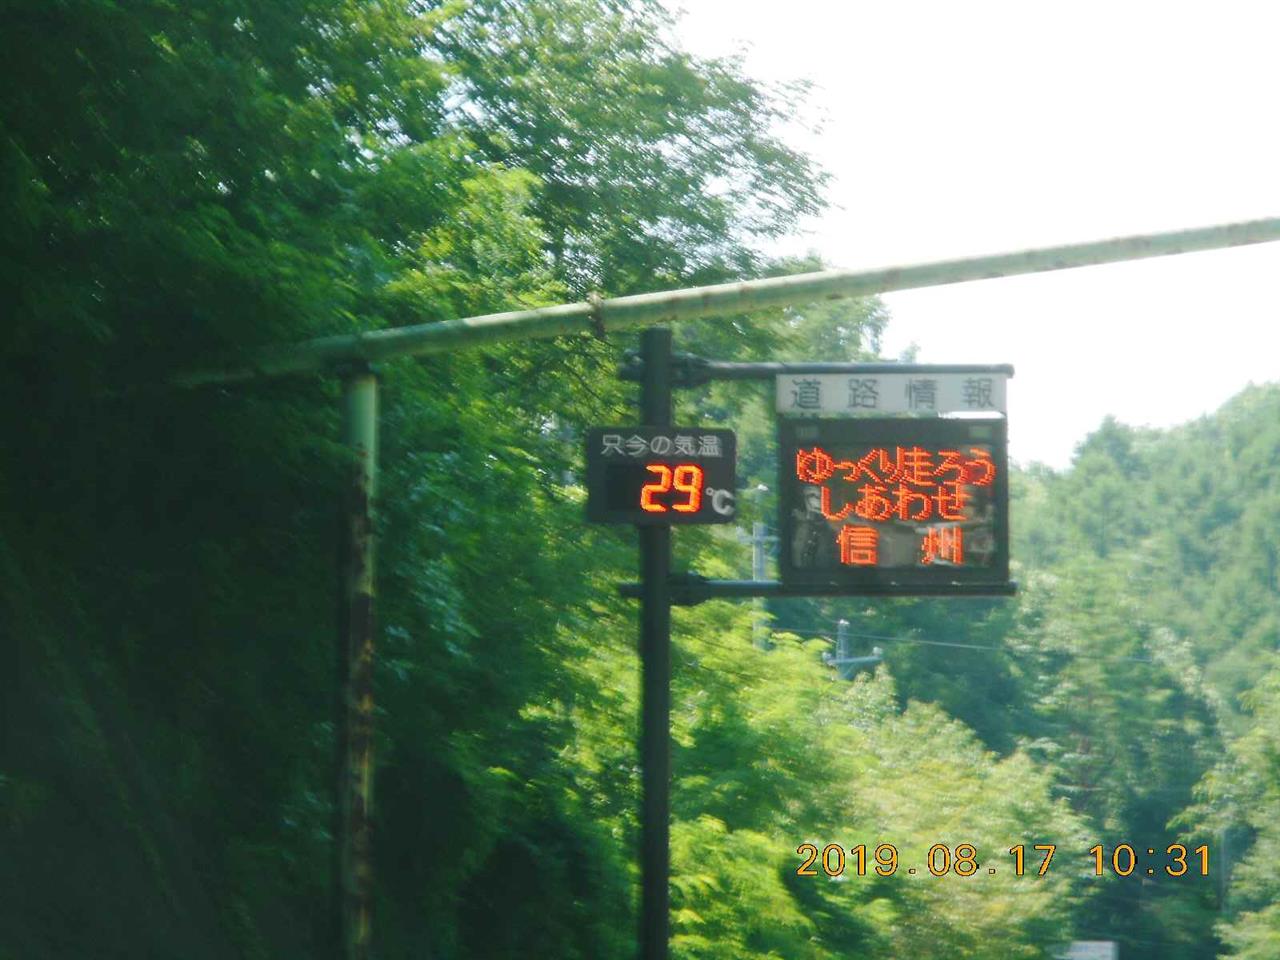 道路情報
只今の気温
29℃
ゆっくり走ろう
しあわせ
信州
2019.08.17 10:31